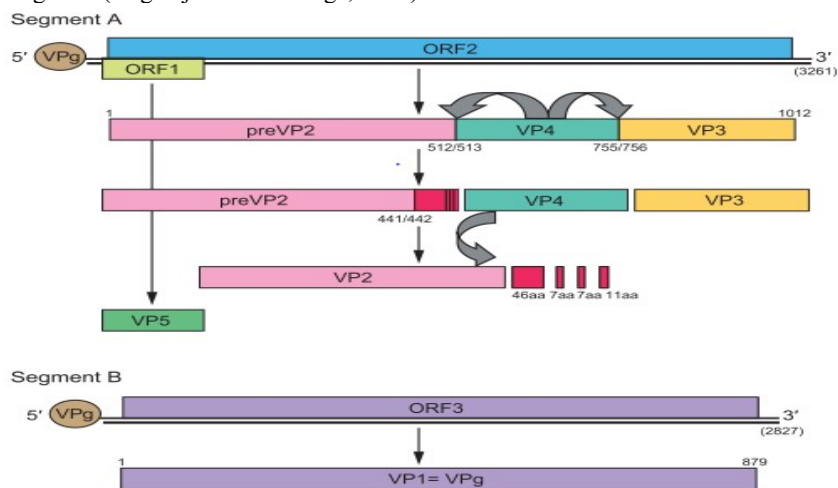 Segment A
5' VPg ORF2 3'
ORF1 (3261)
1 1012
preVP2 VP4 VP3
512/513 755/756
preVP2 VP4 VP3
441/442
VP2
46aa 7aa 7aa 11aa
VP5
Segment B
5' VPg ORF3 3'
(2827)
1 879
VP1= VPg